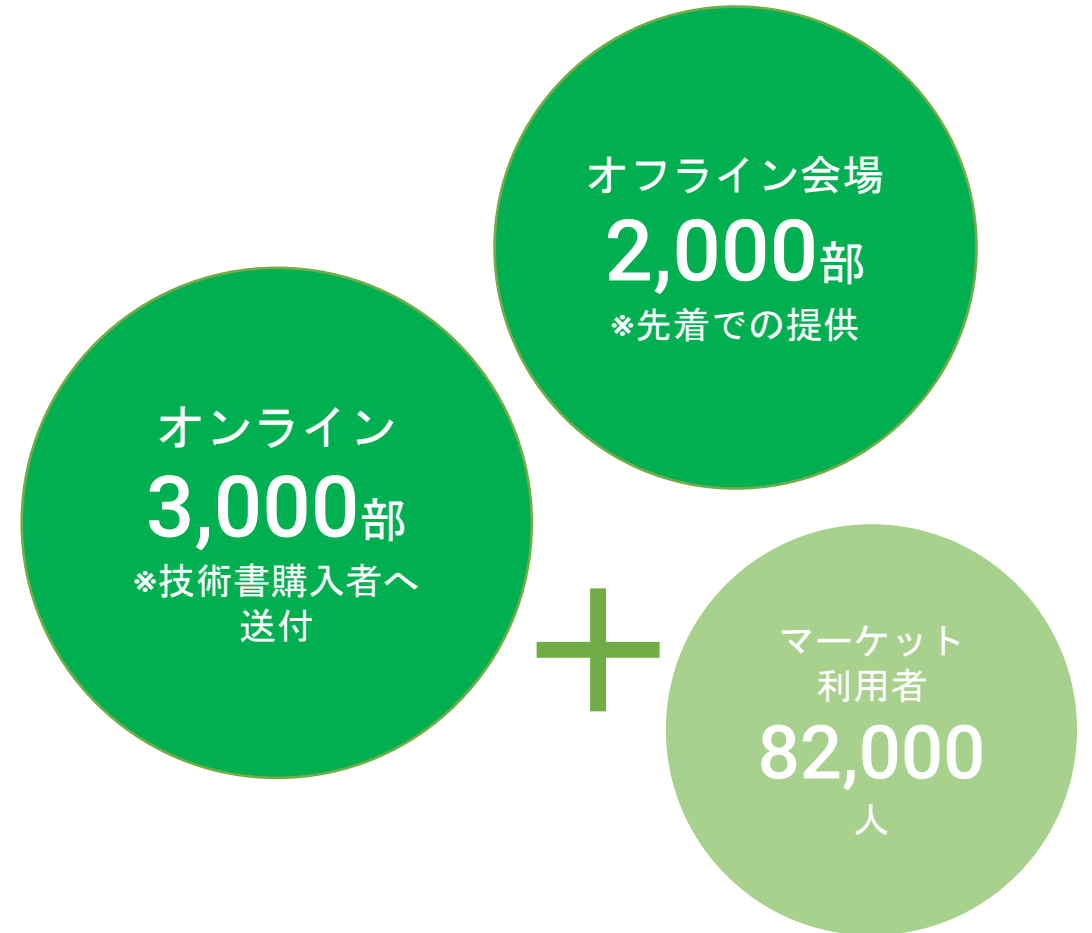 オフライン会場
2,000部
※先着での提供
オンライン
3,000部
※技術書購入者へ
送付
マーケット
利用者
82,000
人